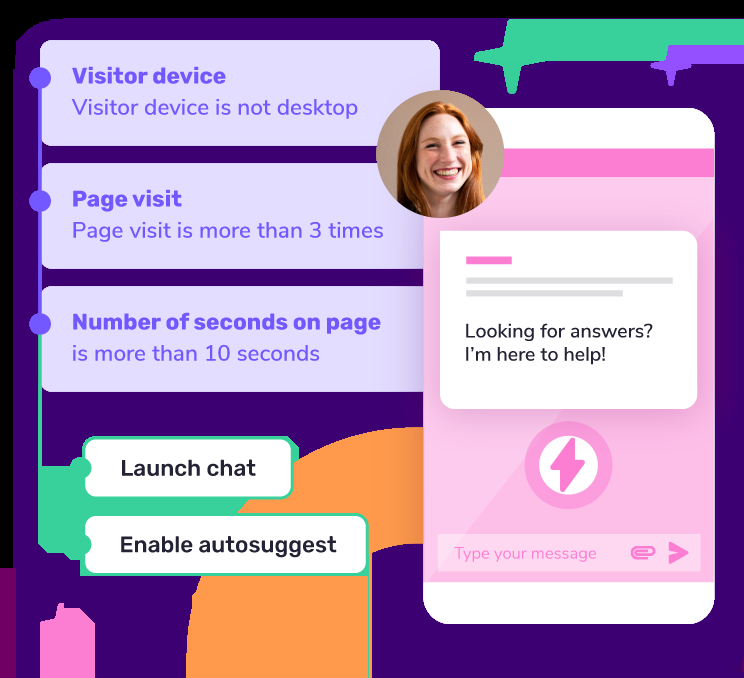 Visitor device
Visitor device is not desktop
Page visit
Page visit is more than 3 times
Number of seconds on page
is more than 10 seconds
Launch chat
Enable autosuggest
Looking for answers?
I'm here to help!
Type your message